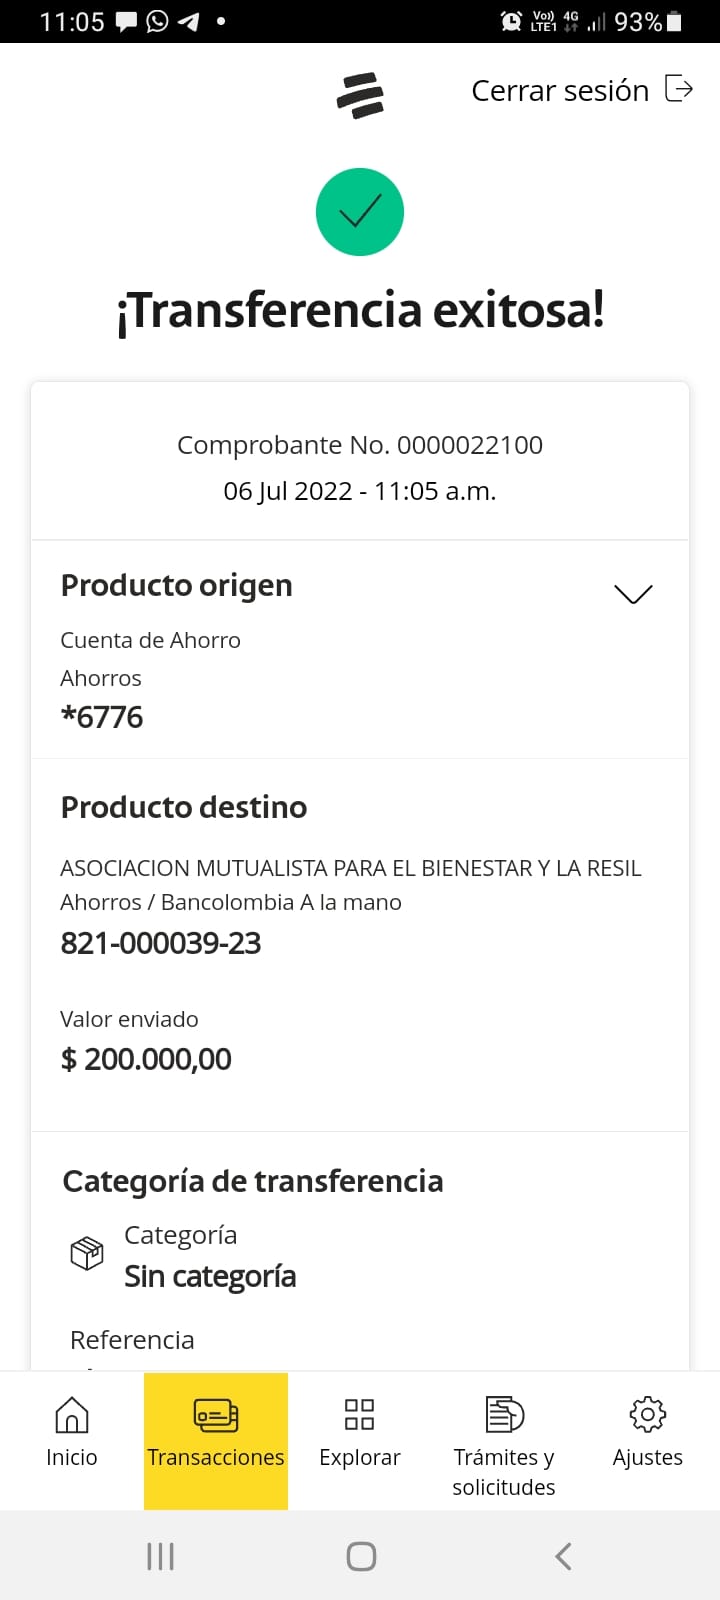 11:05
Vo)) 4G
LTE1
93%
Cerrar sesión
¡Transferencia exitosa!
Comprobante No. 0000022100
06 Jul 2022 - 11:05 a.m.
Producto origen
Cuenta de Ahorro
Ahorros
*6776
Producto destino
ASOCIACION MUTUALISTA PARA EL BIENESTAR Y LA RESIL
Ahorros / Bancolombia A la mano
821-000039-23
Valor enviado
$ 200.000,00
Categoría de transferencia
Categoría
Sin categoría
Referencia
Inicio
Transacciones
Explorar
Trámites y
solicitudes
Ajustes